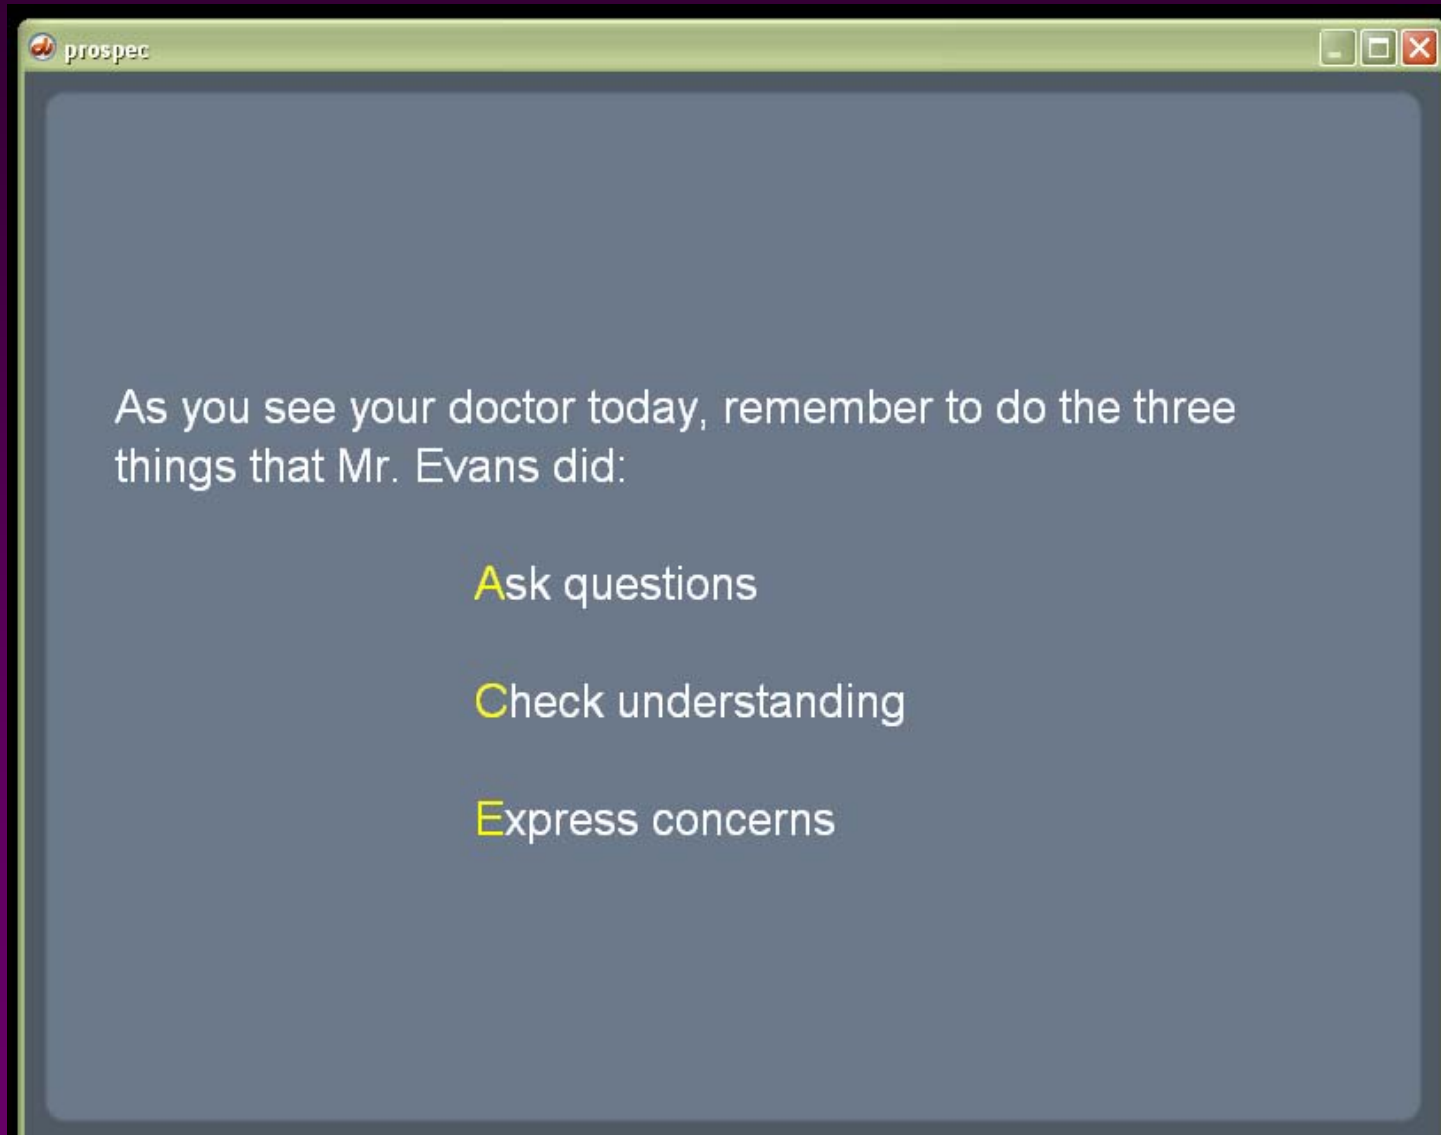 prospec
As you see your doctor today, remember to do the three
things that Mr. Evans did:
Ask questions
Check understanding
Express concerns